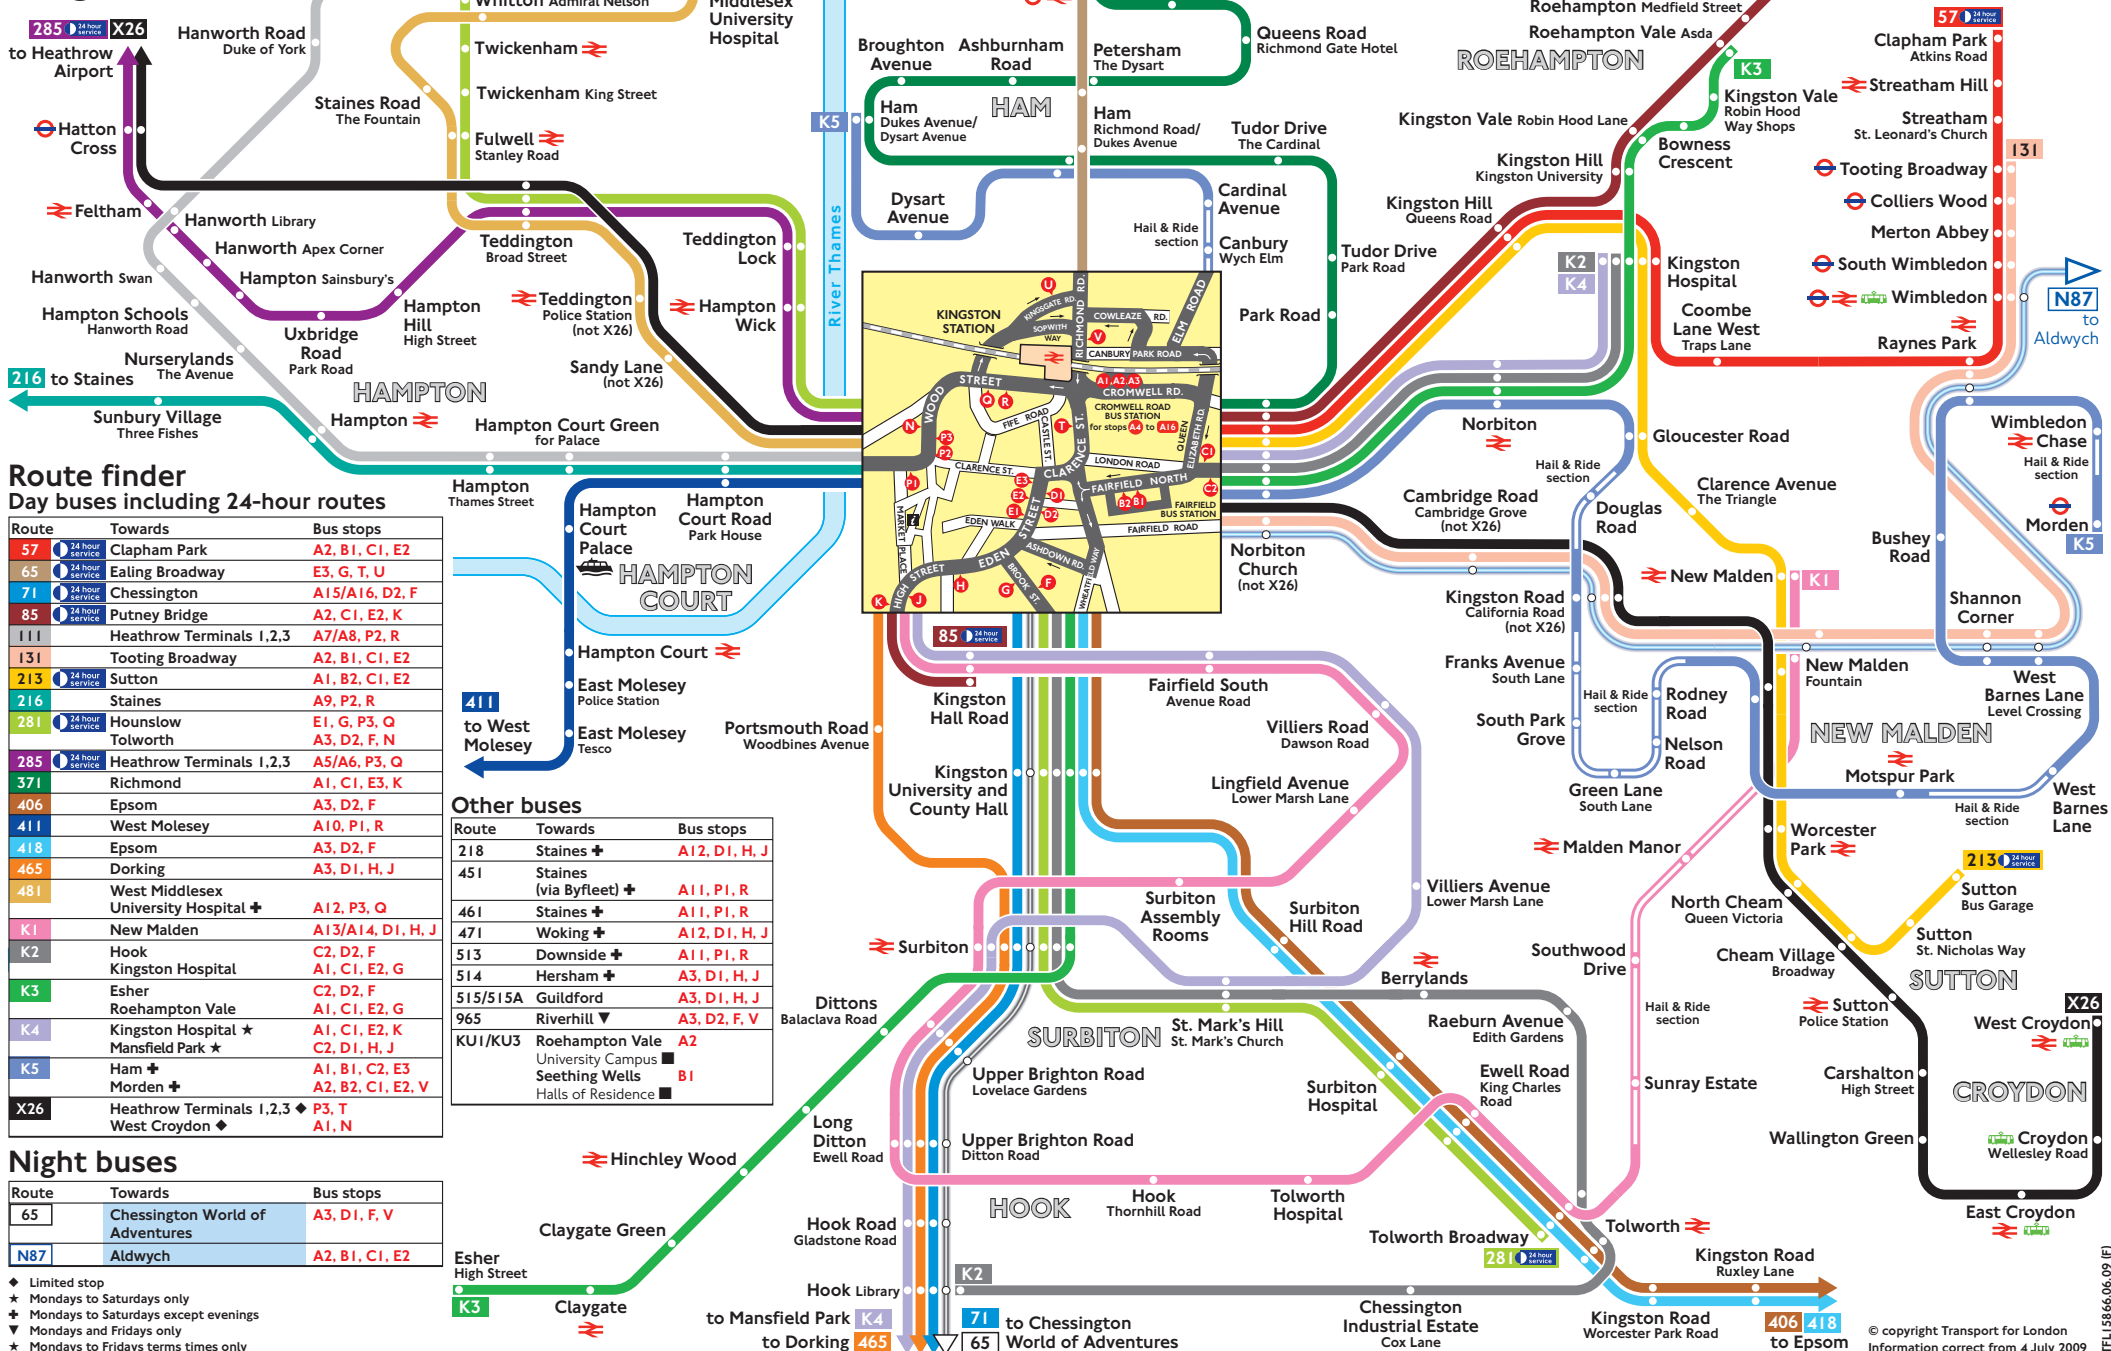 Whitton Admiral Nelson
Middlesex
University
Hospital
285 24 hour service X26
to Heathrow
Airport
Hanworth Road
Duke of York
Twickenham
Twickenham King Street
Staines Road
The Fountain
Fulwell
Stanley Road
Hatton
Cross
Feltham
Hanworth Library
Hanworth Apex Corner
Hanworth Swan
Hampton Sainsbury's
Hampton Schools
Hanworth Road
Uxbridge
Road
Park Road
Hampton
Hill
High Street
Nurserylands
The Avenue
216 to Staines
Sunbury Village
Three Fishes
HAMPTON
Hampton
Teddington
Broad Street
Teddington
Police Station
(not X26)
Sandy Lane
(not X26)
Teddington
Lock
Hampton
Wick
Hampton Court Green
for Palace
Hampton
Thames Street
Hampton
Court Road
Park House
Hampton
Court
Palace
HAMPTON
COURT
Hampton Court
East Molesey
Police Station
East Molesey
Tesco
411
to West
Molesey
River Thames
K5
Broughton
Avenue
Ashburnham
Road
Petersham
The Dysart
Queens Road
Richmond Gate Hotel
HAM
Ham
Dukes Avenue/
Dysart Avenue
Ham
Richmond Road/
Dukes Avenue
Tudor Drive
The Cardinal
Dysart
Avenue
Cardinal
Avenue
Hail & Ride
section
Canbury
Wych Elm
Tudor Drive
Park Road
Park Road
Roehampton Medfield Street
Roehampton Vale Asda
ROEHAMPTON
K3
Kingston Vale
Robin Hood
Way Shops
Kingston Vale Robin Hood Lane
Bowness
Crescent
Kingston Hill
Kingston University
Kingston Hill
Queens Road
K2
K4
Kingston
Hospital
Coombe
Lane West
Traps Lane
Raynes Park
57 24 hour service
Clapham Park
Atkins Road
Streatham Hill
Streatham
St. Leonard's Church
131
Tooting Broadway
Colliers Wood
Merton Abbey
South Wimbledon
Wimbledon
N87
to
Aldwych
Wimbledon
Chase
Hail & Ride
section
Morden
K5
Bushey
Road
Norbiton
Gloucester Road
Hail & Ride
section
Clarence Avenue
The Triangle
Cambridge Road
Cambridge Grove
(not X26)
Douglas
Road
Norbiton
Church
(not X26)
New Malden
K1
Kingston Road
California Road
(not X26)
Shannon
Corner
Franks Avenue
South Lane
Hail & Ride
section
Rodney
Road
New Malden
Fountain
West
Barnes Lane
Level Crossing
South Park
Grove
Nelson
Road
NEW MALDEN
Motspur Park
Green Lane
South Lane
Hail & Ride
section
West
Barnes
Lane
Worcester
Park
Malden Manor
213 24 hour service
Sutton
Bus Garage
North Cheam
Queen Victoria
Sutton
St. Nicholas Way
Southwood
Drive
Cheam Village
Broadway
SUTTON
Hail & Ride
section
Sutton
Police Station
X26
West Croydon
Sunray Estate
Carshalton
High Street
CROYDON
Wallington Green
Croydon
Wellesley Road
East Croydon
KINGSTON
STATION
U
KINGSGATE RD.
RICHMOND RD.
SOPWITH
WAY
COWLEAZE RD.
V
ELM ROAD
CANBURY PARK ROAD
WOOD
STREET
A1,A2,A3
CROMWELL RD.
CROMWELL ROAD
BUS STATION
for stops A4 to A16
Q R
FIFE ROAD
CASTLE ST.
T
CLARENCE ST.
QUEEN
ELIZABETH RD.
N
P3
P2
CLARENCE ST.
LONDON ROAD
C1
FAIRFIELD NORTH
C2
E3
E2
E1
D1
D2
B2 B1
FAIRFIELD
BUS STATION
P1
EDEN WALK
FAIRFIELD ROAD
MARKET PLACE
EDEN STREET
ASHDOWN RD.
WHEATFIELD WAY
HIGH STREET
BROOK ST.
K J H G F
85 24 hour service
Kingston
Hall Road
Fairfield South
Avenue Road
Villiers Road
Dawson Road
Portsmouth Road
Woodbines Avenue
Kingston
University and
County Hall
Lingfield Avenue
Lower Marsh Lane
Surbiton
Assembly
Rooms
Surbiton
Hill Road
Villiers Avenue
Lower Marsh Lane
Surbiton
Berrylands
Dittons
Balaclava Road
SURBITON
St. Mark's Hill
St. Mark's Church
Raeburn Avenue
Edith Gardens
Upper Brighton Road
Lovelace Gardens
Surbiton
Hospital
Ewell Road
King Charles
Road
Long
Ditton
Ewell Road
Upper Brighton Road
Ditton Road
Hinchley Wood
HOOK
Hook
Thornhill Road
Tolworth
Hospital
Claygate Green
Hook Road
Gladstone Road
Tolworth Broadway
281 24 hour service
Tolworth
Esher
High Street
K3
Claygate
Hook Library
K2
Chessington
Industrial Estate
Cox Lane
Kingston Road
Ruxley Lane
Kingston Road
Worcester Park Road
406 418
to Epsom
to Mansfield Park K4
to Dorking 465
71 to Chessington
65 World of Adventures
Route finder
Day buses including 24-hour routes
Route Towards Bus stops
57 24 hour service Clapham Park A2, B1, C1, E2
65 24 hour service Ealing Broadway E3, G, T, U
71 24 hour service Chessington A15/A16, D2, F
85 24 hour service Putney Bridge A2, C1, E2, K
111 Heathrow Terminals 1,2,3 A7/A8, P2, R
131 Tooting Broadway A2, B1, C1, E2
213 24 hour service Sutton A1, B2, C1, E2
216 Staines A9, P2, R
281 24 hour service Hounslow E1, G, P3, Q
Tolworth A3, D2, F, N
285 24 hour service Heathrow Terminals 1,2,3 A5/A6, P3, Q
371 Richmond A1, C1, E3, K
406 Epsom A3, D2, F
411 West Molesey A10, P1, R
418 Epsom A3, D2, F
465 Dorking A3, D1, H, J
481 West Middlesex
University Hospital ✚ A12, P3, Q
K1 New Malden A13/A14, D1, H, J
K2 Hook C2, D2, F
Kingston Hospital A1, C1, E2, G
K3 Esher C2, D2, F
Roehampton Vale A1, C1, E2, G
K4 Kingston Hospital ★ A1, C1, E2, K
Mansfield Park ★ C2, D1, H, J
K5 Ham ✚ A1, B1, C2, E3
Morden ✚ A2, B2, C1, E2, V
X26 Heathrow Terminals 1,2,3 ◆ P3, T
West Croydon ◆ A1, N
Night buses
Route Towards Bus stops
65 Chessington World of
Adventures A3, D1, F, V
N87 Aldwych A2, B1, C1, E2
◆ Limited stop
★ Mondays to Saturdays only
✚ Mondays to Saturdays except evenings
▼ Mondays and Fridays only
★ Mondays to Fridays terms times only
Other buses
Route Towards Bus stops
218 Staines ✚ A12, D1, H, J
451 Staines
(via Byfleet) ✚ A11, P1, R
461 Staines ✚ A11, P1, R
471 Woking ✚ A12, D1, H, J
513 Downside ✚ A11, P1, R
514 Hersham ✚ A3, D1, H, J
515/515A Guildford A3, D1, H, J
965 Riverhill ▼ A3, D2, F, V
KU1/KU3 Roehampton Vale A2
University Campus ■
Seething Wells B1
Halls of Residence ■
© copyright Transport for London
Information correct from 4 July 2009
TFL15866.06.09 (F)